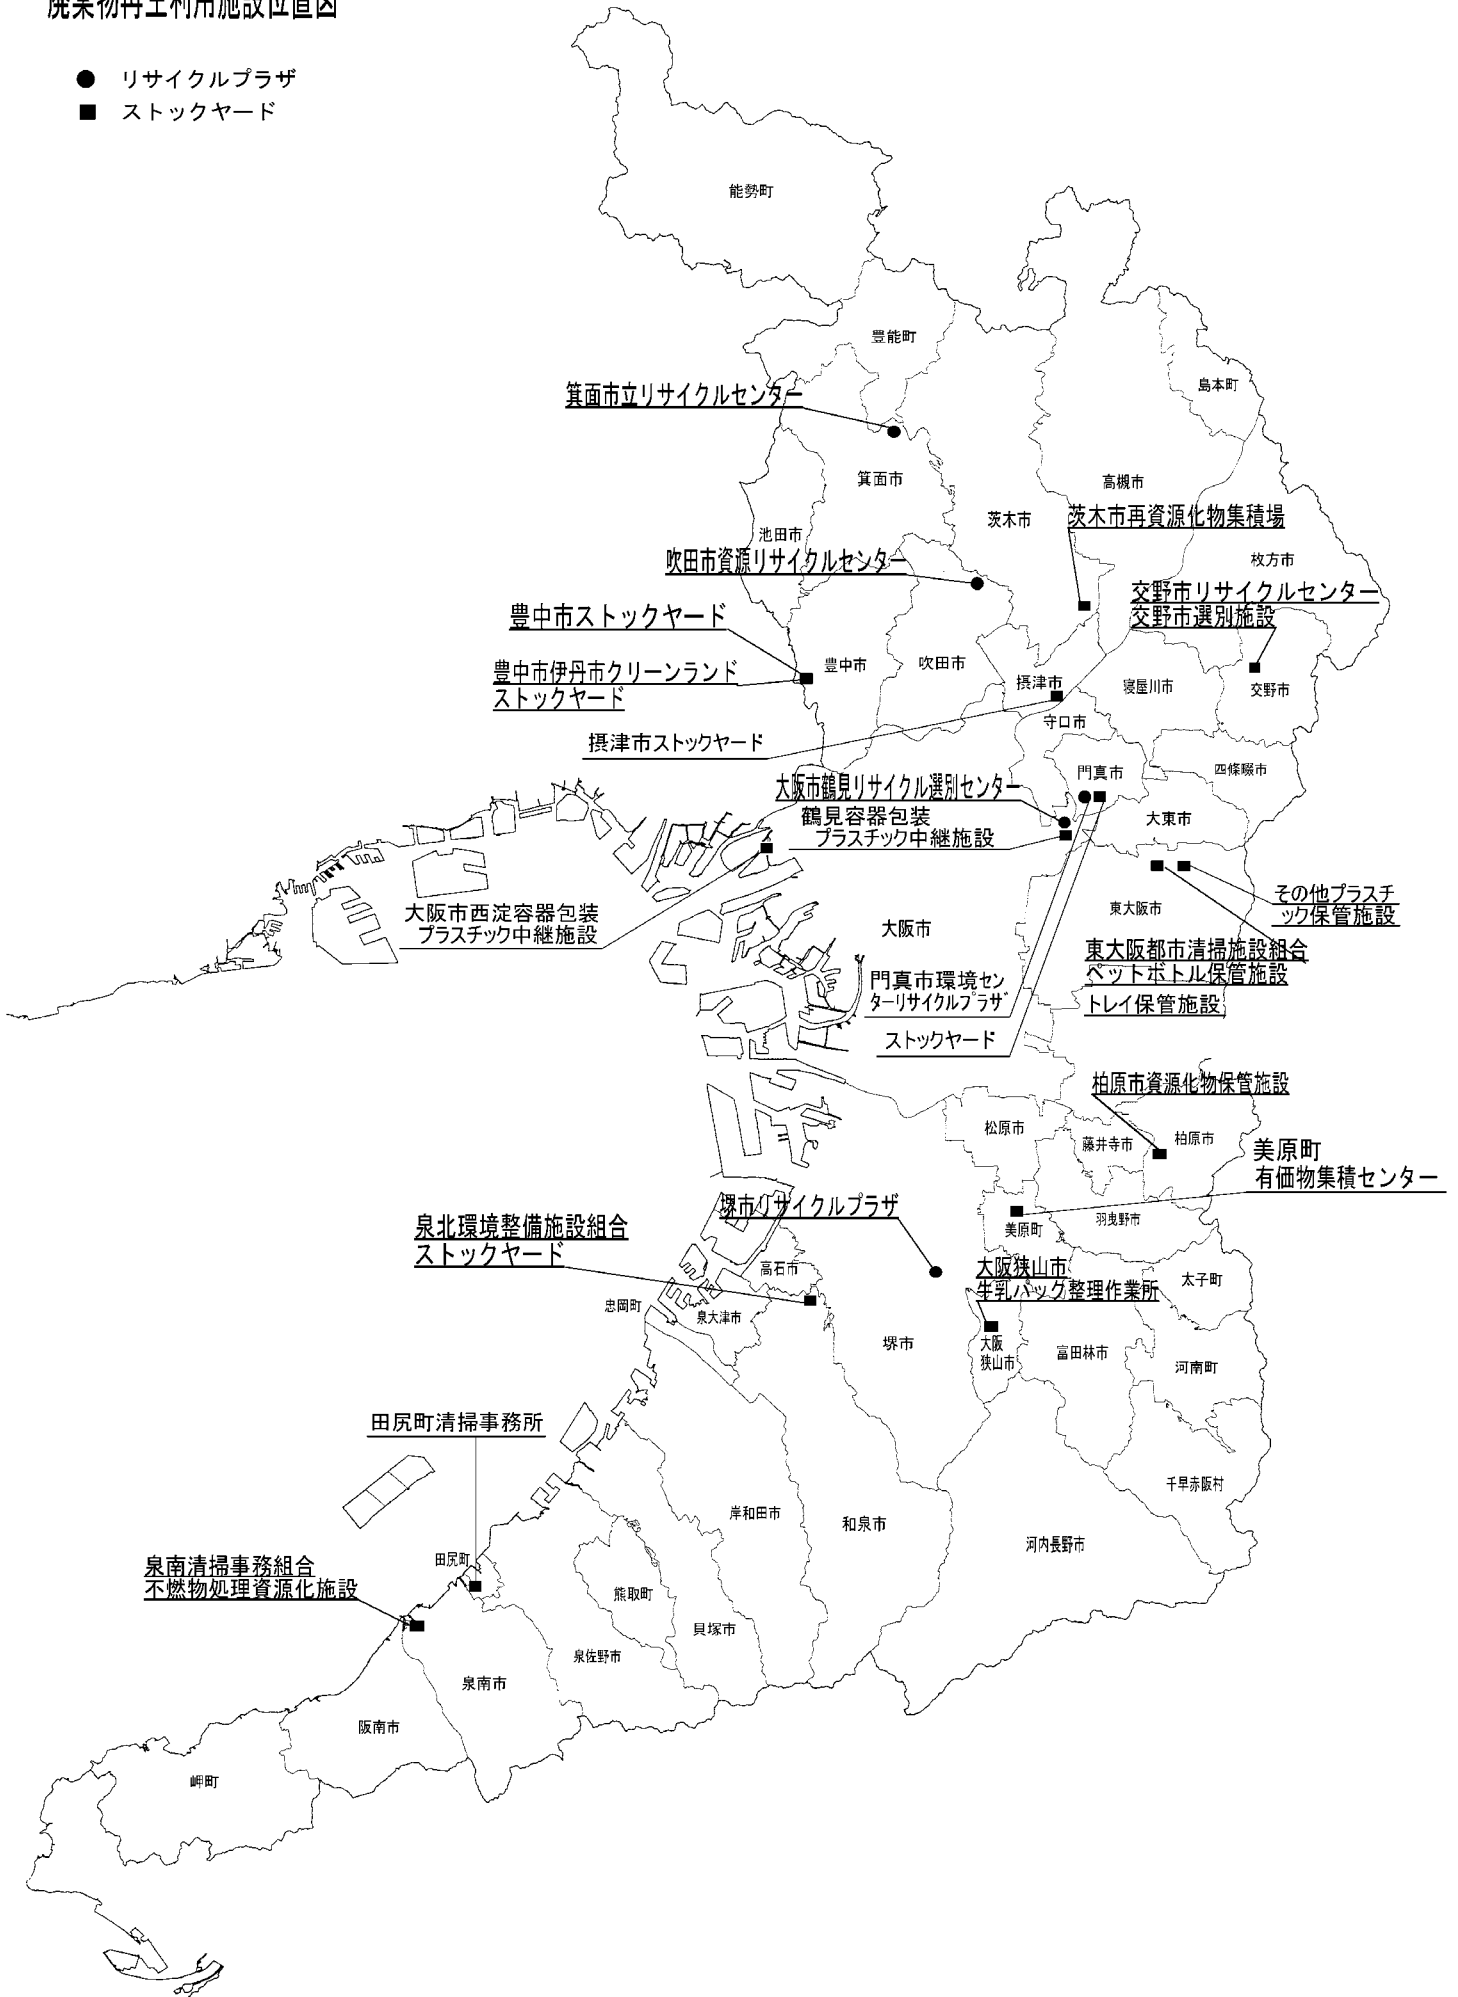 廃棄物再生利用施設位置図
● リサイクルプラザ
■ ストックヤード
能勢町
豊能町
島本町
箕面市立リサイクルセンター
箕面市
高槻市
茨木市
茨木市再資源化物集積場
池田市
吹田市資源リサイクルセンター
枚方市
交野市リサイクルセンター
交野市選別施設
豊中市ストックヤード
豊中市伊丹市クリーンランド
ストックヤード
豊中市
吹田市
摂津市
寝屋川市
交野市
守口市
摂津市ストックヤード
門真市
四條畷市
大阪市鶴見リサイクル選別センター
鶴見容器包装
プラスチック中継施設
大東市
その他プラスチ
ック保管施設
大阪市西淀容器包装
プラスチック中継施設
大阪市
東大阪市
東大阪都市清掃施設組合
ペットボトル保管施設
トレイ保管施設
門真市環境セン
ターリサイクルプラザ
ストックヤード
柏原市資源化物保管施設
松原市
藤井寺市
柏原市
美原町
有価物集積センター
堺市リサイクルプラザ
泉北環境整備施設組合
ストックヤード
美原町
羽曳野市
高石市
大阪狭山市
牛乳パック整理作業所
太子町
忠岡町
泉大津市
堺市
大阪
狭山市
富田林市
河南町
田尻町清掃事務所
千早赤阪村
岸和田市
和泉市
河内長野市
泉南清掃事務組合
不燃物処理資源化施設
田尻町
熊取町
貝塚市
泉佐野市
泉南市
阪南市
岬町